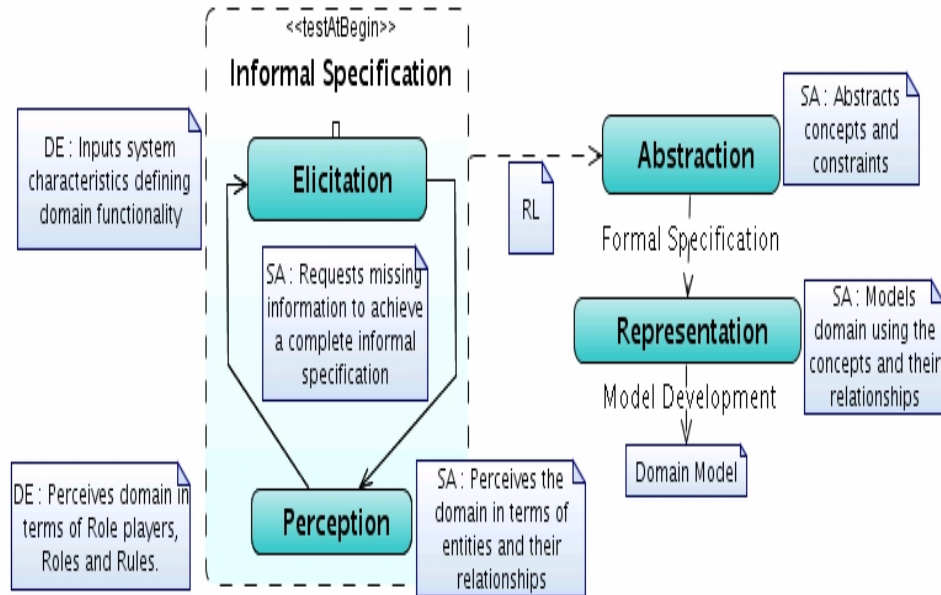 <<testAtBegin>>
Informal Specification
DE : Inputs system
characteristics defining
domain functionality
Elicitation
SA : Requests missing
information to achieve
a complete informal
specification
DE : Perceives domain in
terms of Role players,
Roles and Rules.
Perception
SA : Perceives the
domain in terms of
entities and their
relationships
RL
Abstraction
SA : Abstracts
concepts and
constraints
Formal Specification
Representation
SA : Models
domain using the
concepts and their
relationships
Model Development
Domain Model